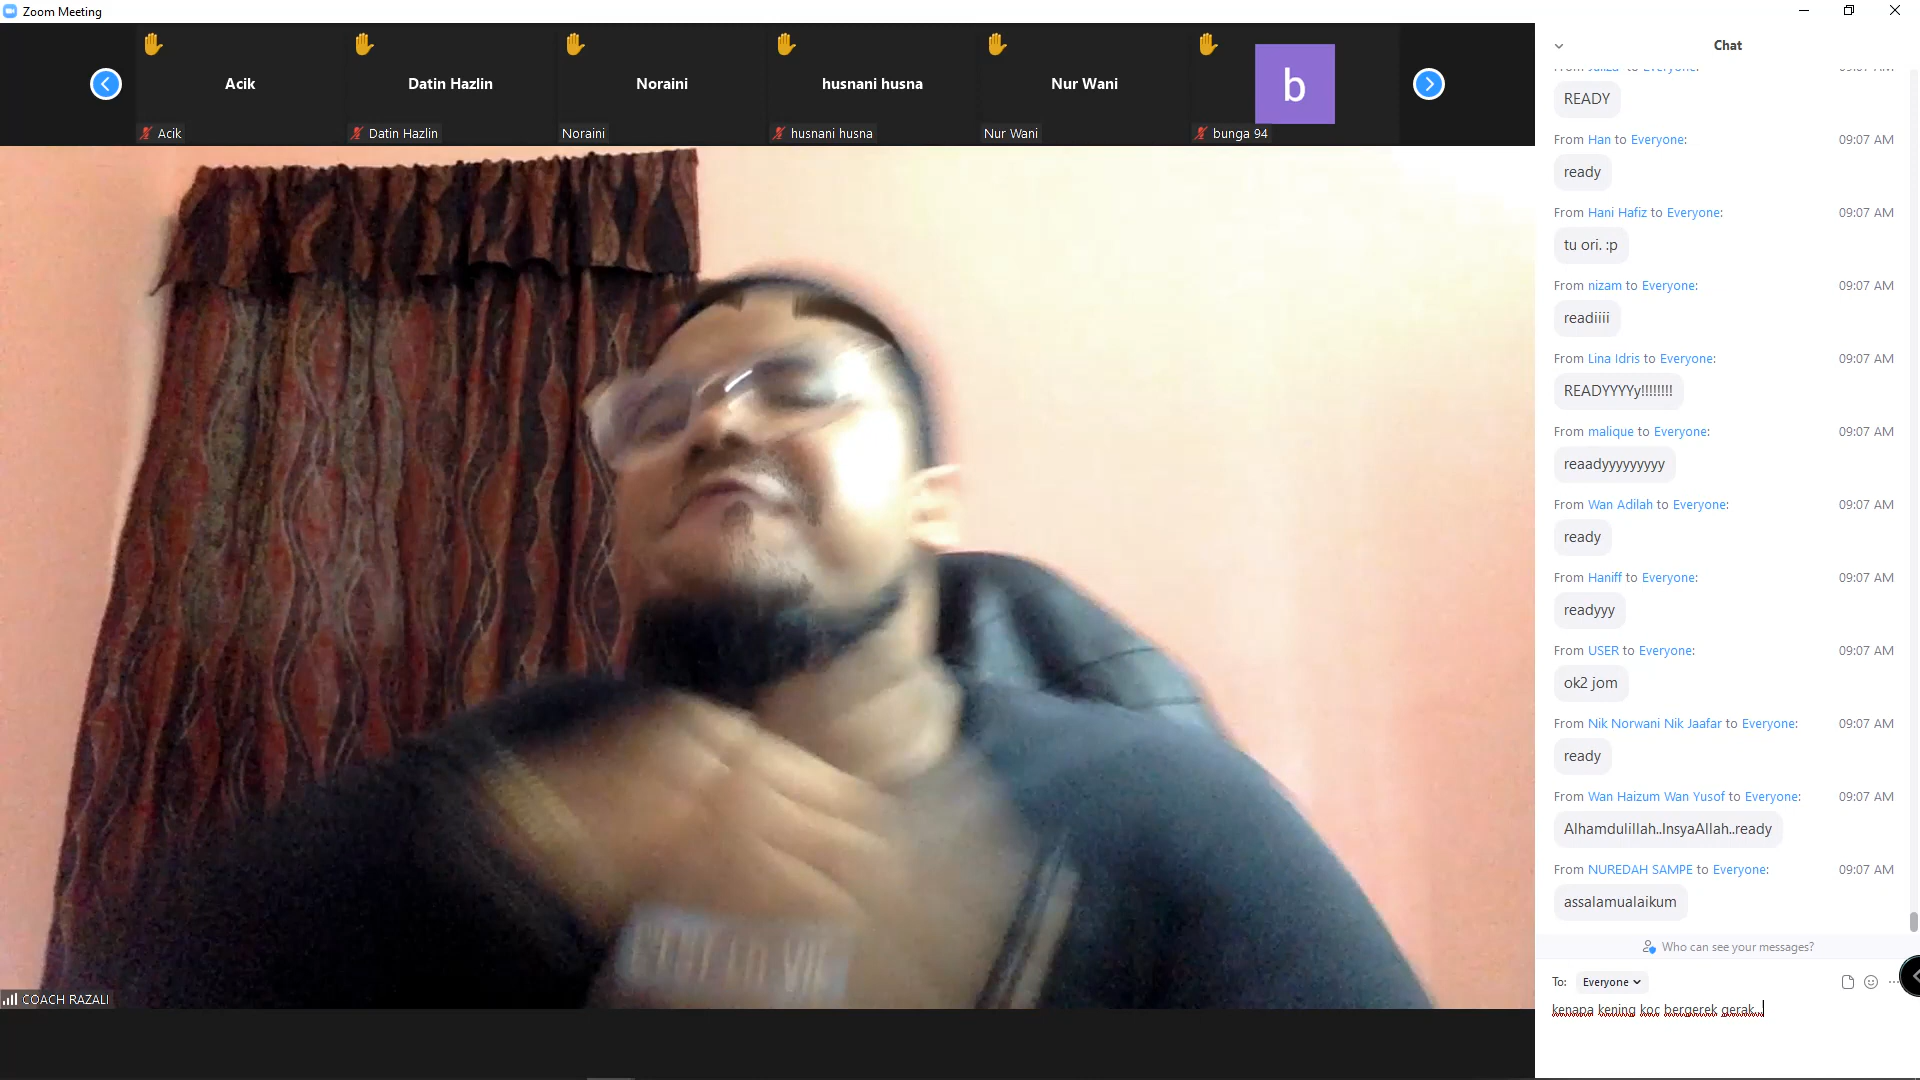 Zoom Meeting
Acik
Datin Hazlin
Noraini
husnani husna
Nur Wani
b
Acik
Datin Hazlin
Noraini
husnani husna
Nur Wani
bunga 94
COACH RAZALI
Chat
READY
From Han to Everyone: 09:07 AM
ready
From Hani Hafiz to Everyone: 09:07 AM
tu ori. :p
From nizam to Everyone: 09:07 AM
readiiii
From Lina Idris to Everyone: 09:07 AM
READYYYYy!!!!!!!!
From malique to Everyone: 09:07 AM
reaadyyyyyyyyy
From Wan Adilah to Everyone: 09:07 AM
ready
From Haniff to Everyone: 09:07 AM
readyyy
From USER to Everyone: 09:07 AM
ok2 jom
From Nik Norwani Nik Jaafar to Everyone: 09:07 AM
ready
From Wan Haizum Wan Yusof to Everyone: 09:07 AM
Alhamdulillah..InsyaAllah..ready
From NUREDAH SAMPE to Everyone: 09:07 AM
assalamualaikum
Who can see your messages?
To: Everyone
kenapa kening koc bergerek gerak..